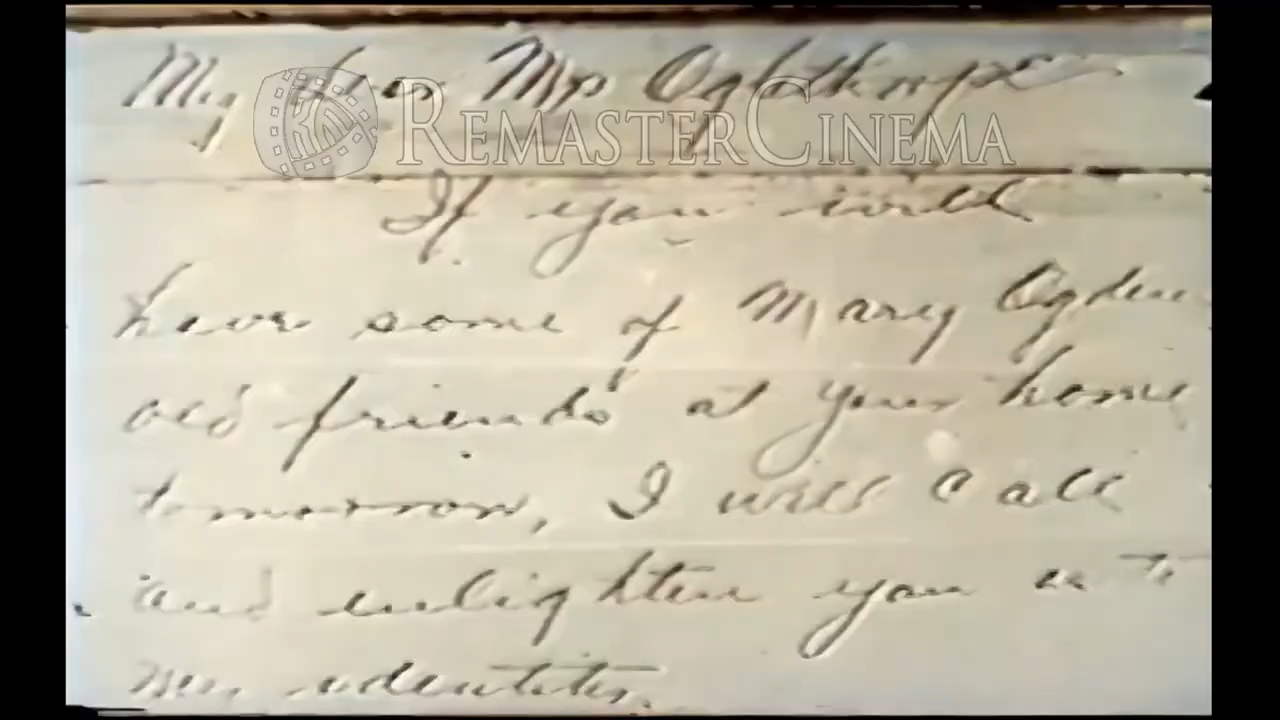 My dear Mrs Oglethorpe
REMASTERCINEMA
If you will
have some of Mary Ogden
old friends at your home
tomorrow, I will call
and enlighten you as to
my identity.